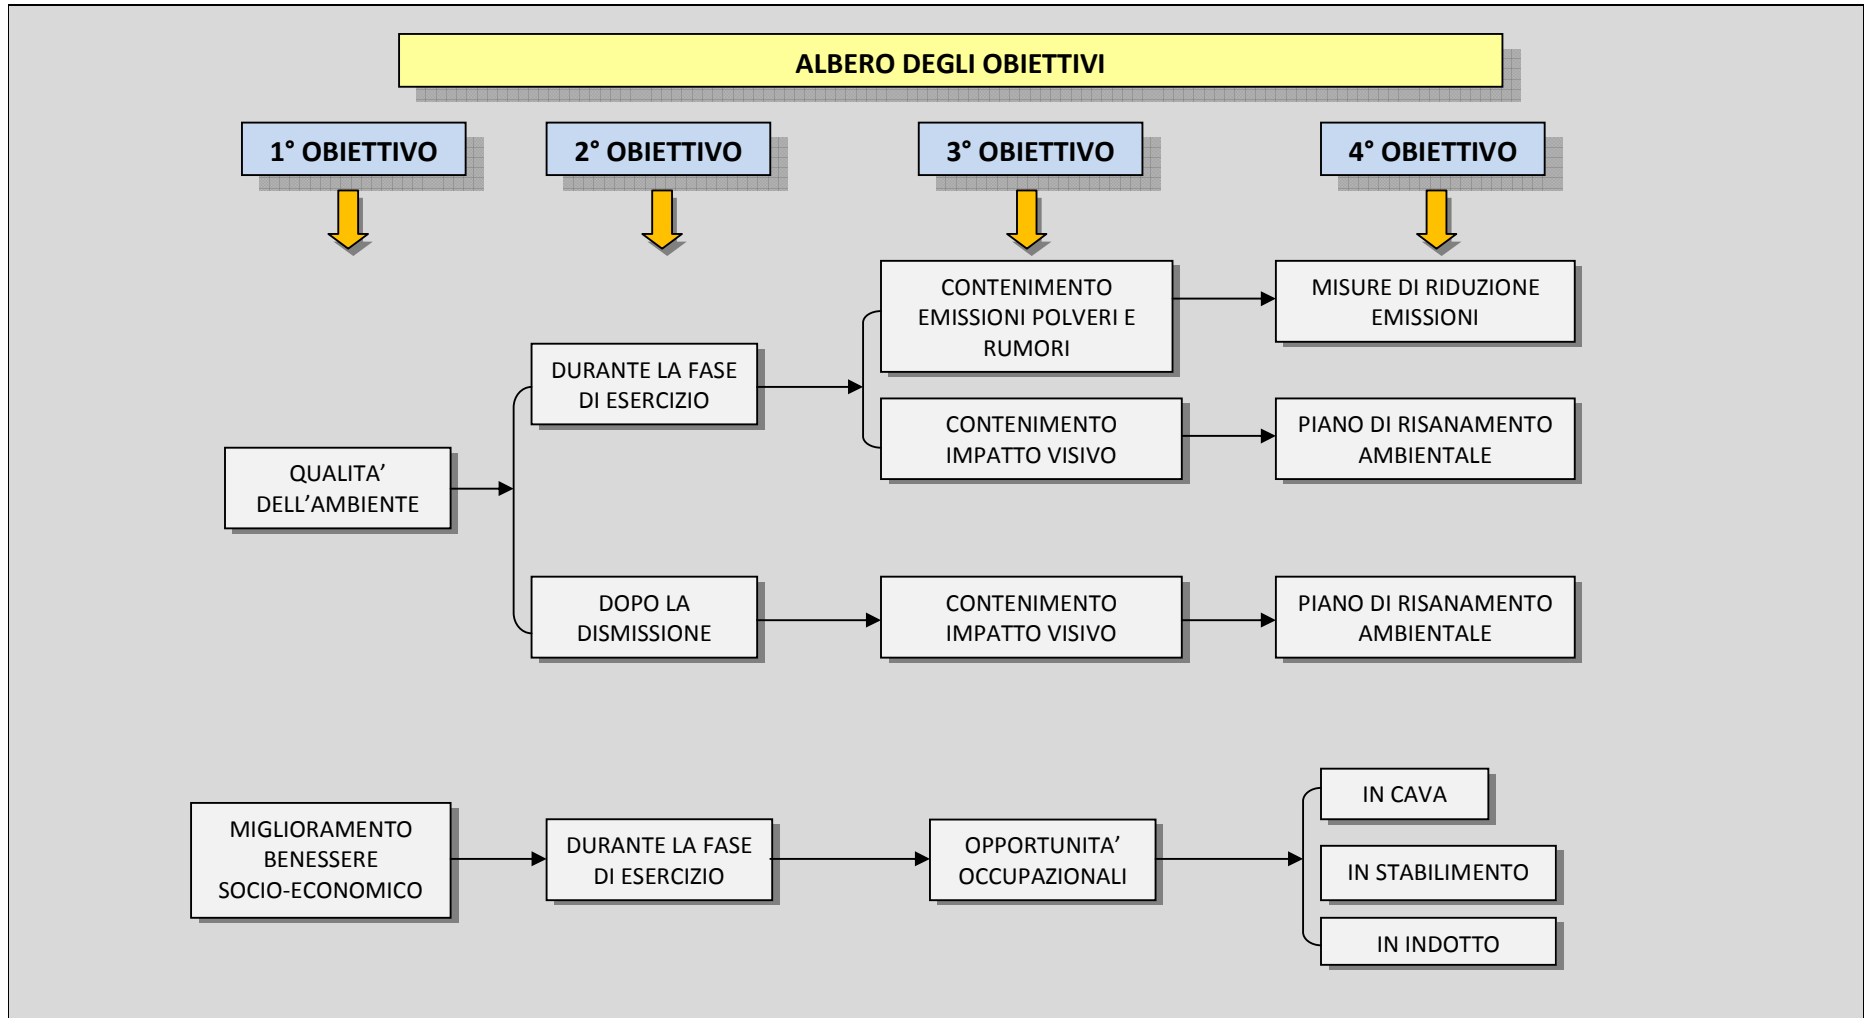 ALBERO DEGLI OBIETTIVI
1° OBIETTIVO
2° OBIETTIVO
3° OBIETTIVO
4° OBIETTIVO
QUALITA’
DELL’AMBIENTE
DURANTE LA FASE
DI ESERCIZIO
CONTENIMENTO
EMISSIONI POLVERI E
RUMORI
MISURE DI RIDUZIONE
EMISSIONI
CONTENIMENTO
IMPATTO VISIVO
PIANO DI RISANAMENTO
AMBIENTALE
DOPO LA
DISMISSIONE
CONTENIMENTO
IMPATTO VISIVO
PIANO DI RISANAMENTO
AMBIENTALE
MIGLIORAMENTO
BENESSERE
SOCIO-ECONOMICO
DURANTE LA FASE
DI ESERCIZIO
OPPORTUNITA’
OCCUPAZIONALI
IN CAVA
IN STABILIMENTO
IN INDOTTO